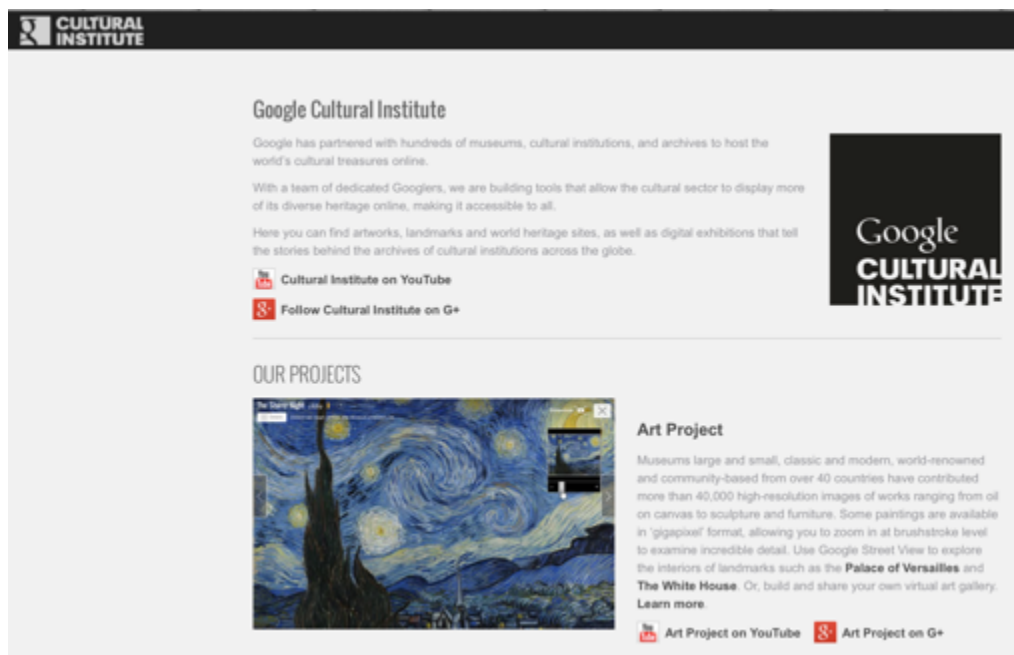 CULTURAL
INSTITUTE
Google Cultural Institute
Google has partnered with hundreds of museums, cultural institutions, and archives to host the
world's cultural treasures online.
With a team of dedicated Googlers, we are building tools that allow the cultural sector to display more
of its diverse heritage online, making it accessible to all.
Here you can find artworks, landmarks and world heritage sites, as well as digital exhibitions that tell
the stories behind the archives of cultural institutions across the globe.
You Tube Cultural Institute on YouTube
g+ Follow Cultural Institute on G+
Google
CULTURAL
INSTITUTE
OUR PROJECTS
The Starry Night
Art Project
Museums large and small, classic and modern, world-renowned
and community-based from over 40 countries have contributed
more than 40,000 high-resolution images of works ranging from oil
on canvas to sculpture and furniture. Some paintings are available
in 'gigapixel' format, allowing you to zoom in at brushstroke level
to examine incredible detail. Use Google Street View to explore
the interiors of landmarks such as the Palace of Versailles and
The White House. Or, build and share your own virtual art gallery.
Learn more.
You Tube Art Project on YouTube g+ Art Project on G+